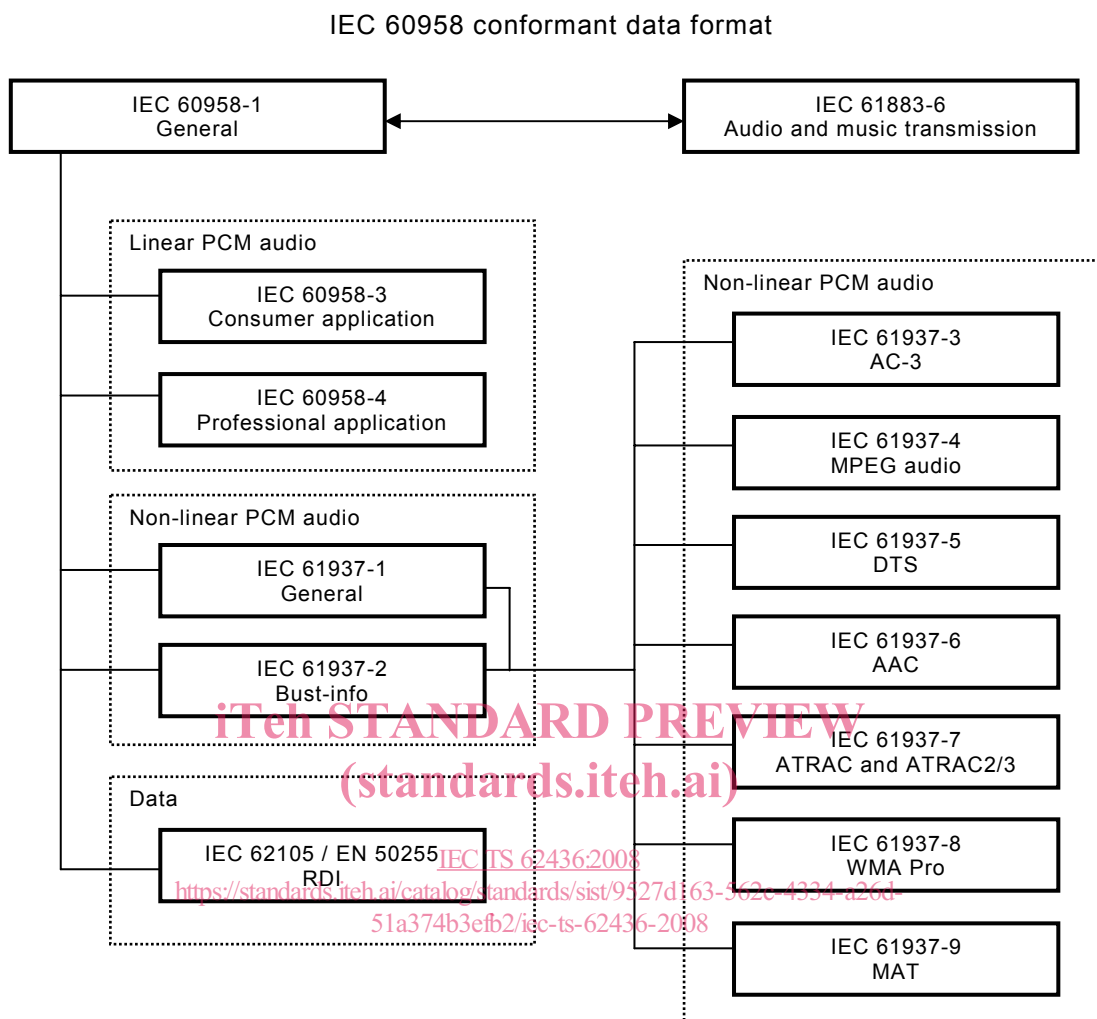 IEC 60958 conformant data format
IEC 60958-1
General
IEC 61883-6
Audio and music transmission
Linear PCM audio
IEC 60958-3
Consumer application
IEC 60958-4
Professional application
Non-linear PCM audio
IEC 61937-1
General
IEC 61937-2
Bust-info
Data
IEC 62105 / EN 50255
RDI
Non-linear PCM audio
IEC 61937-3
AC-3
IEC 61937-4
MPEG audio
IEC 61937-5
DTS
IEC 61937-6
AAC
IEC 61937-7
ATRAC and ATRAC2/3
IEC 61937-8
WMA Pro
IEC 61937-9
MAT
iTeh STANDARD PREVIEW
(standards.iteh.ai)
IEC TS 62436:2008
https://standards.iteh.ai/catalog/standards/sist/9527d163-562e-4334-a26d-
51a374b3efb2/iec-ts-62436-2008